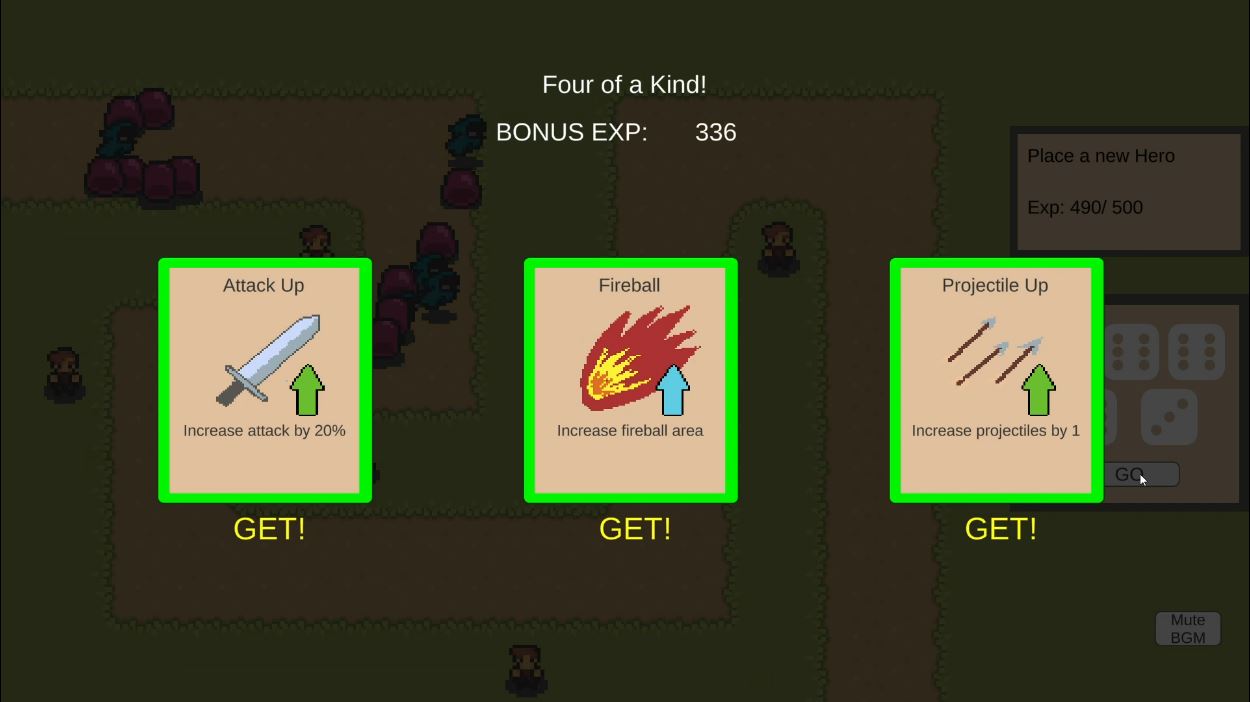 Four of a Kind!
BONUS EXP: 336
Place a new Hero
Exp: 490/ 500
Attack Up
Increase attack by 20%
GET!
Fireball
Increase fireball area
GET!
Projectile Up
Increase projectiles by 1
GET!
GO
Mute
BGM